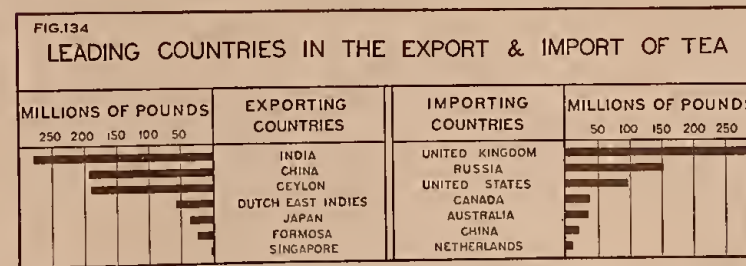 FIG.134
LEADING COUNTRIES IN THE EXPORT & IMPORT OF TEA
MILLIONS OF POUNDS
250 200 150 100 50
EXPORTING
COUNTRIES
INDIA
CHINA
CEYLON
DUTCH EAST INDIES
JAPAN
FORMOSA
SINGAPORE
IMPORTING
COUNTRIES
UNITED KINGDOM
RUSSIA
UNITED STATES
CANADA
AUSTRALIA
CHINA
NETHERLANDS
MILLIONS OF POUNDS
50 100 150 200 250